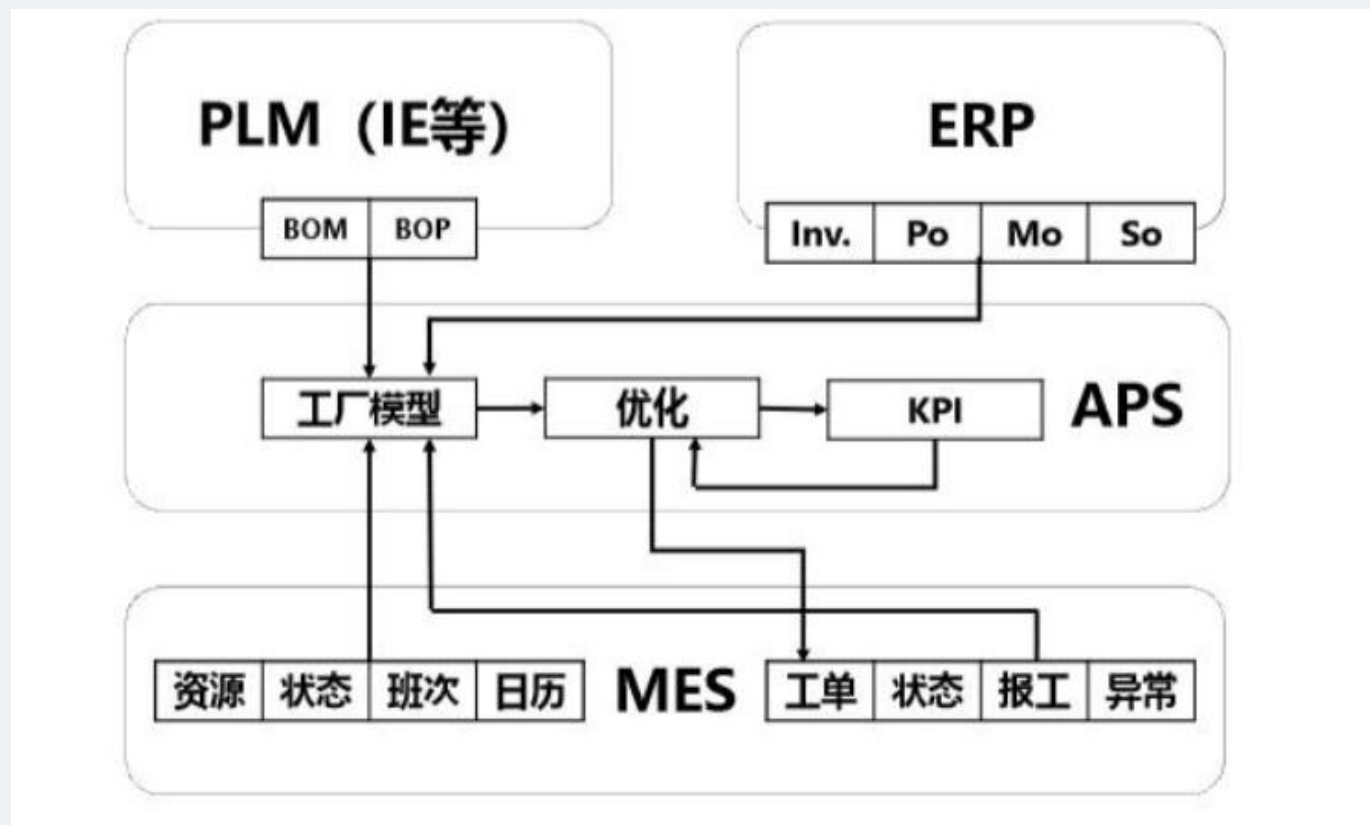 PLM（IE等）
ERP
BOM BOP
Inv. Po Mo So
工厂模型 优化 KPI APS
资源 状态 班次 日历 MES 工单 状态 报工 异常